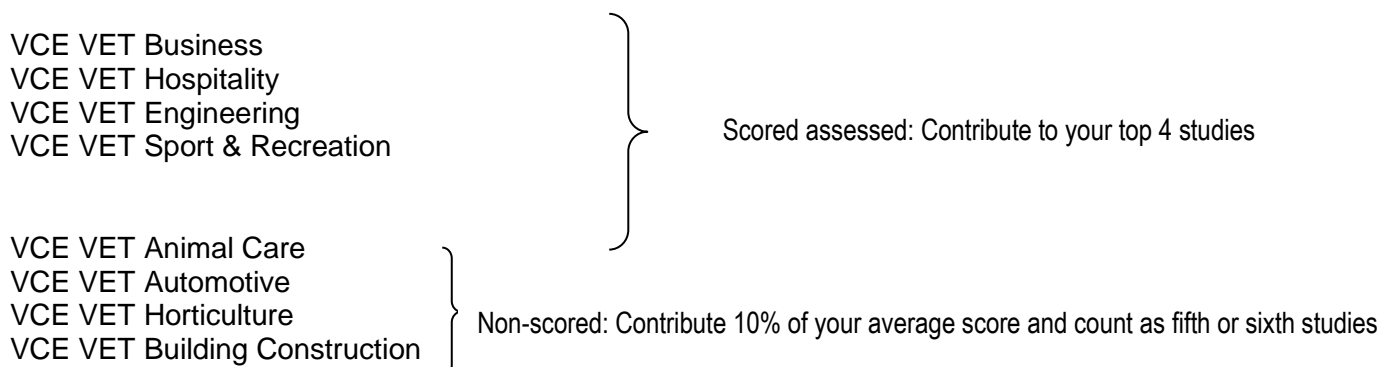 VCE VET Business
VCE VET Hospitality
VCE VET Engineering
VCE VET Sport & Recreation
Scored assessed: Contribute to your top 4 studies
VCE VET Animal Care
VCE VET Automotive
VCE VET Horticulture
VCE VET Building Construction
Non-scored: Contribute 10% of your average score and count as fifth or sixth studies